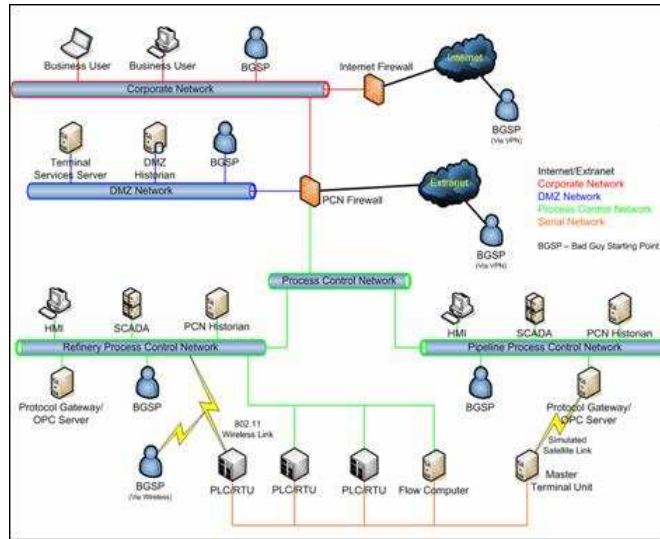 Business User
Business User
BGSP
Internet Firewall
Internet
Corporate Network
BGSP
(Via VPN)
Terminal
Services Server
DMZ
Historian
BGSP
DMZ Network
PCN Firewall
Extranet
BGSP
(Via VPN)
Internet/Extranet
Corporate Network
DMZ Network
Process Control Network
Serial Network
BGSP – Bad Guy Starting Point
Process Control Network
HMI
SCADA
PCN Historian
Refinery Process Control Network
HMI
SCADA
PCN Historian
Pipeline Process Control Network
Protocol Gateway/
OPC Server
BGSP
BGSP
Protocol Gateway/
OPC Server
802.11
Wireless Link
Simulated
Satellite Link
BGSP
(Via Wireless)
PLC/RTU
PLC/RTU
PLC/RTU
Flow Computer
Master
Terminal Unit